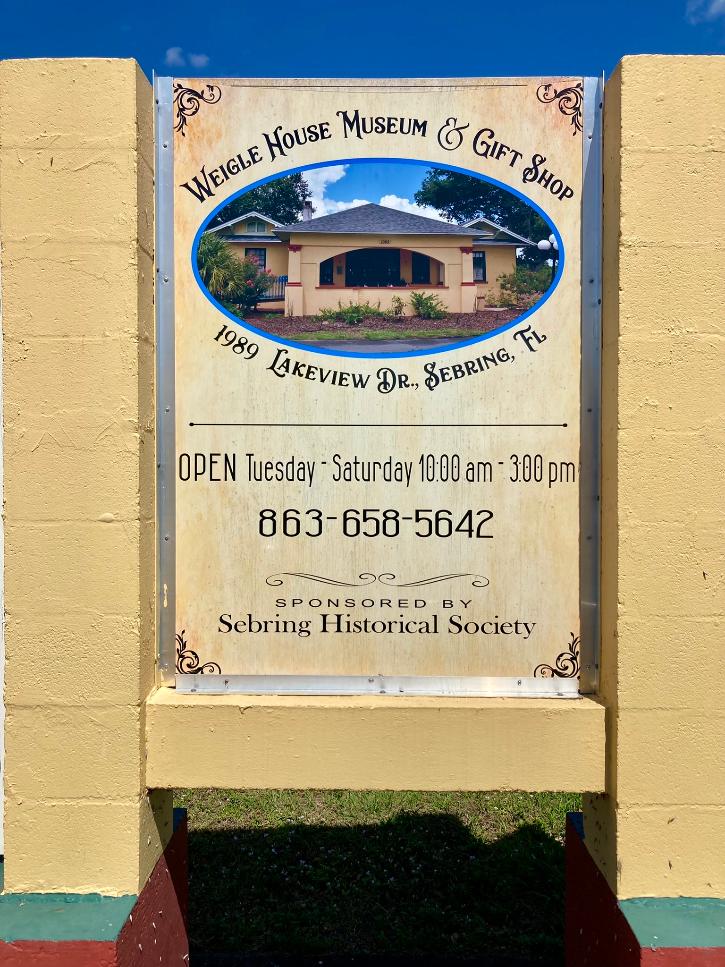 Weigle House Museum & Gift Shop
1989 Lakeview Dr., Sebring, FL
OPEN Tuesday - Saturday 10:00 am - 3:00 pm
863-658-5642
SPONSORED BY
Sebring Historical Society